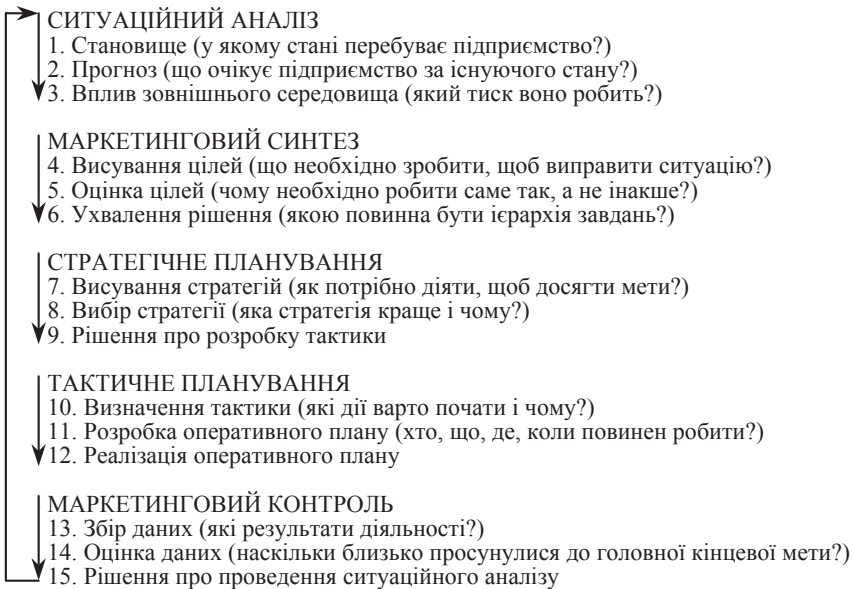 СИТУАЦІЙНИЙ АНАЛІЗ
1. Становище (у якому стані перебуває підприємство?)
2. Прогноз (що очікує підприємство за існуючого стану?)
3. Вплив зовнішнього середовища (який тиск воно робить?)
МАРКЕТИНГОВИЙ СИНТЕЗ
4. Висування цілей (що необхідно зробити, щоб виправити ситуацію?)
5. Оцінка цілей (чому необхідно робити саме так, а не інакше?)
6. Ухвалення рішення (якою повинна бути ієрархія завдань?)
СТРАТЕГІЧНЕ ПЛАНУВАННЯ
7. Висування стратегій (як потрібно діяти, щоб досягти мети?)
8. Вибір стратегії (яка стратегія краще і чому?)
9. Рішення про розробку тактики
ТАКТИЧНЕ ПЛАНУВАННЯ
10. Визначення тактики (які дії варто почати і чому?)
11. Розробка оперативного плану (хто, що, де, коли повинен робити?)
12. Реалізація оперативного плану
МАРКЕТИНГОВИЙ КОНТРОЛЬ
13. Збір даних (які результати діяльності?)
14. Оцінка даних (наскільки близько просунулися до головної кінцевої мети?)
15. Рішення про проведення ситуаційного аналізу